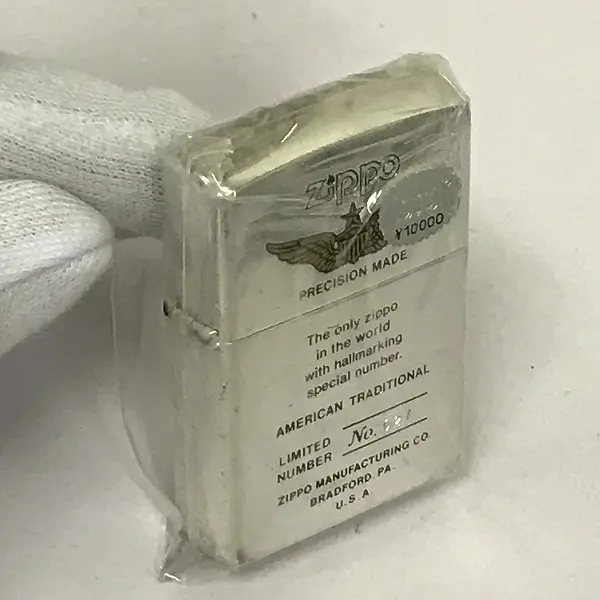 Zippo
¥10000
PRECISION MADE
The only zippo
in the world
with hallmarking
special number.
AMERICAN TRADITIONAL
LIMITED
NUMBER
No.
ZIPPO MANUFACTURING CO.
BRADFORD, PA.
U.S.A